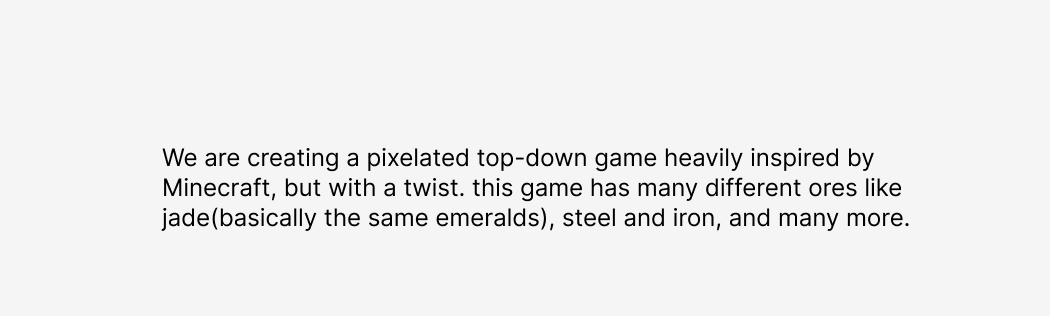 We are creating a pixelated top-down game heavily inspired by
Minecraft, but with a twist. this game has many different ores like
jade(basically the same emeralds), steel and iron, and many more.